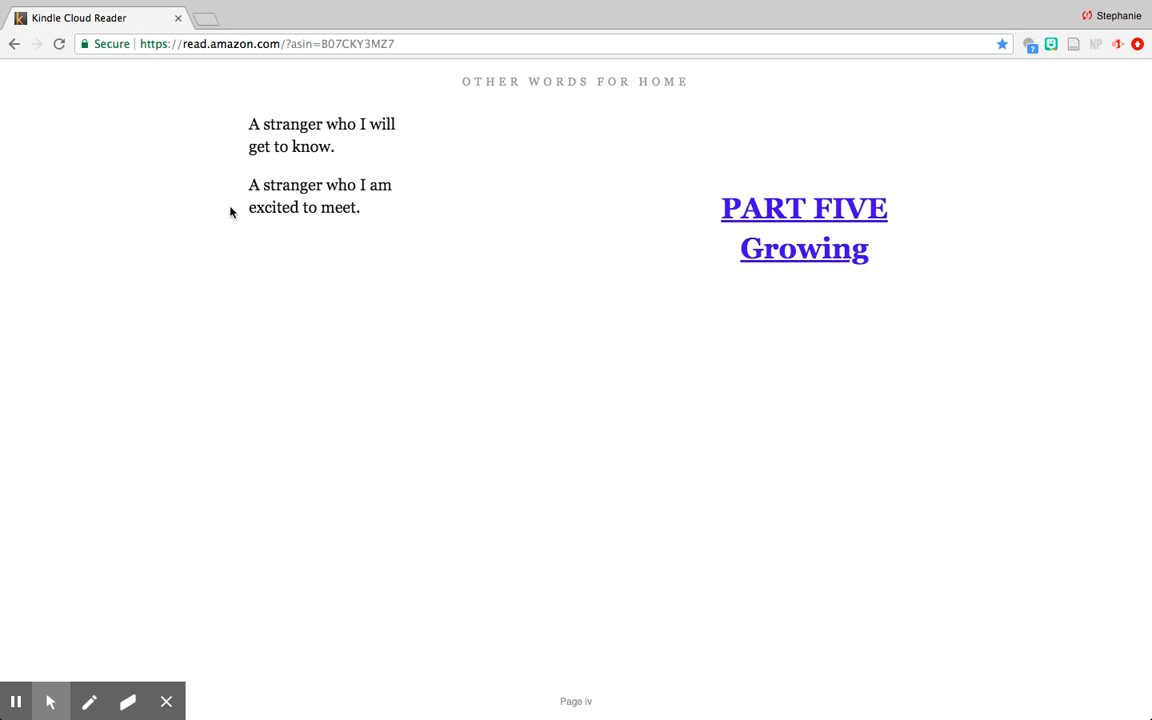 Kindle Cloud Reader
Stephanie
Secure
https://read.amazon.com/?asin=B07CKY3MZ7
NP
OTHER WORDS FOR HOME
A stranger who I will
get to know.
A stranger who I am
excited to meet.
PART FIVE
Growing
Page iv